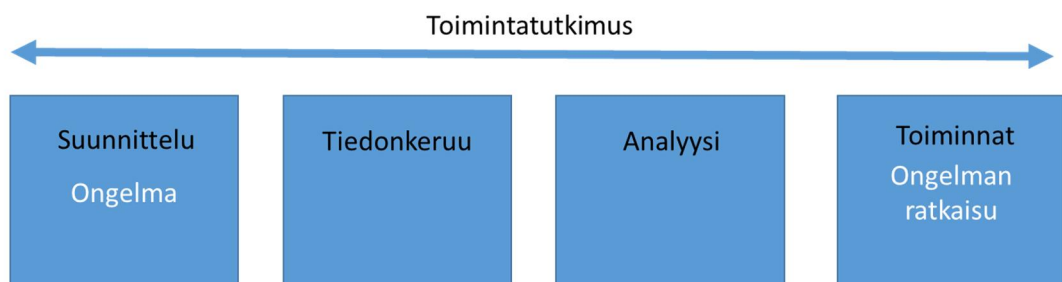 Toimintatutkimus
Suunnittelu
Ongelma
Tiedonkeruu
Analyysi
Toiminnat
Ongelman
ratkaisu